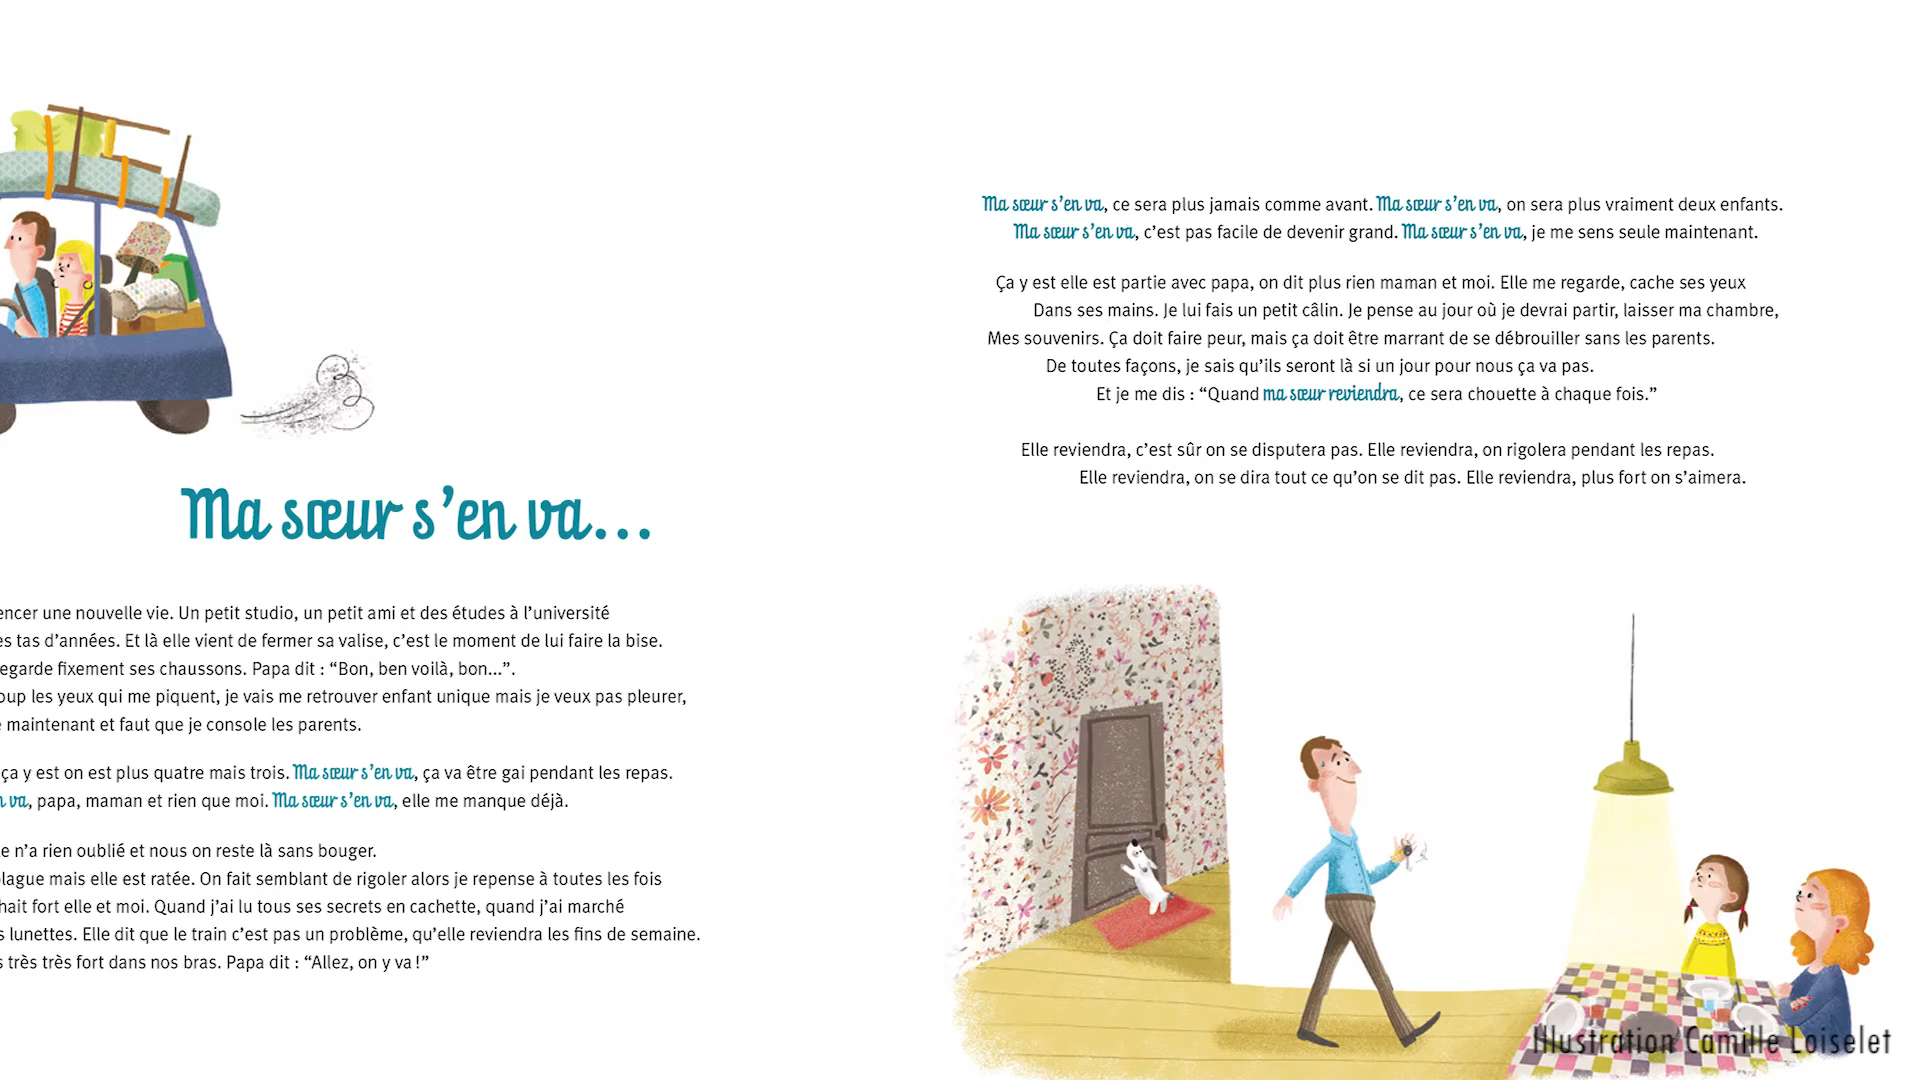 Ma sœur s’en va...
une nouvelle vie. Un petit studio, un petit ami et des études à l’université
tas d’années. Et là elle vient de fermer sa valise, c’est le moment de lui faire la bise.
regarde fixement ses chaussons. Papa dit : “Bon, ben voilà, bon...”.
les yeux qui me piquent, je vais me retrouver enfant unique mais je veux pas pleurer,
maintenant et faut que je console les parents.
ça y est on est plus quatre mais trois. Ma sœur s’en va, ça va être gai pendant les repas.
va, papa, maman et rien que moi. Ma sœur s’en va, elle me manque déjà.
n’a rien oublié et nous on reste là sans bouger.
mais elle est ratée. On fait semblant de rigoler alors je repense à toutes les fois
fort elle et moi. Quand j’ai lu tous ses secrets en cachette, quand j’ai marché
lunettes. Elle dit que le train c’est pas un problème, qu’elle reviendra les fins de semaine.
très très fort dans nos bras. Papa dit : “Allez, on y va !”
Ma sœur s’en va, ce sera plus jamais comme avant. Ma sœur s’en va, on sera plus vraiment deux enfants.
Ma sœur s’en va, c’est pas facile de devenir grand. Ma sœur s’en va, je me sens seule maintenant.
Ça y est elle est partie avec papa, on dit plus rien maman et moi. Elle me regarde, cache ses yeux
Dans ses mains. Je lui fais un petit câlin. Je pense au jour où je devrai partir, laisser ma chambre,
Mes souvenirs. Ça doit faire peur, mais ça doit être marrant de se débrouiller sans les parents.
De toutes façons, je sais qu’ils seront là si un jour pour nous ça va pas.
Et je me dis : “Quand ma sœur reviendra, ce sera chouette à chaque fois.”
Elle reviendra, c’est sûr on se disputera pas. Elle reviendra, on rigolera pendant les repas.
Elle reviendra, on se dira tout ce qu’on se dit pas. Elle reviendra, plus fort on s’aimera.
Illustration Camille Loiselet